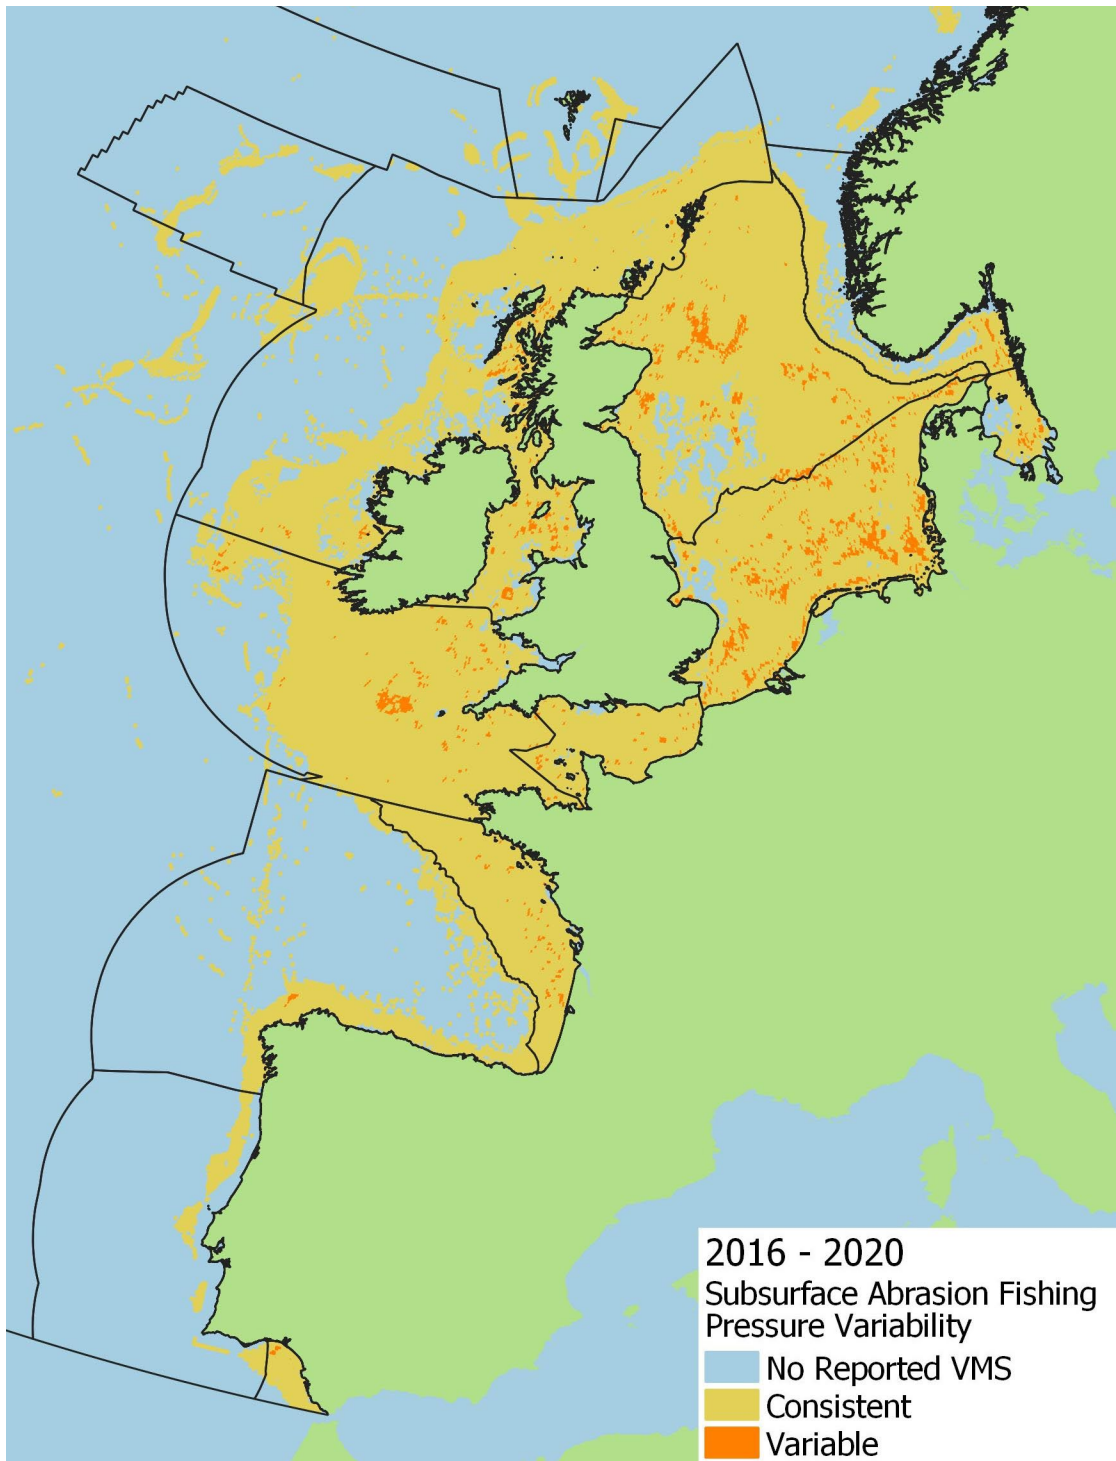 2016 - 2020
Subsurface Abrasion Fishing
Pressure Variability
No Reported VMS
Consistent
Variable